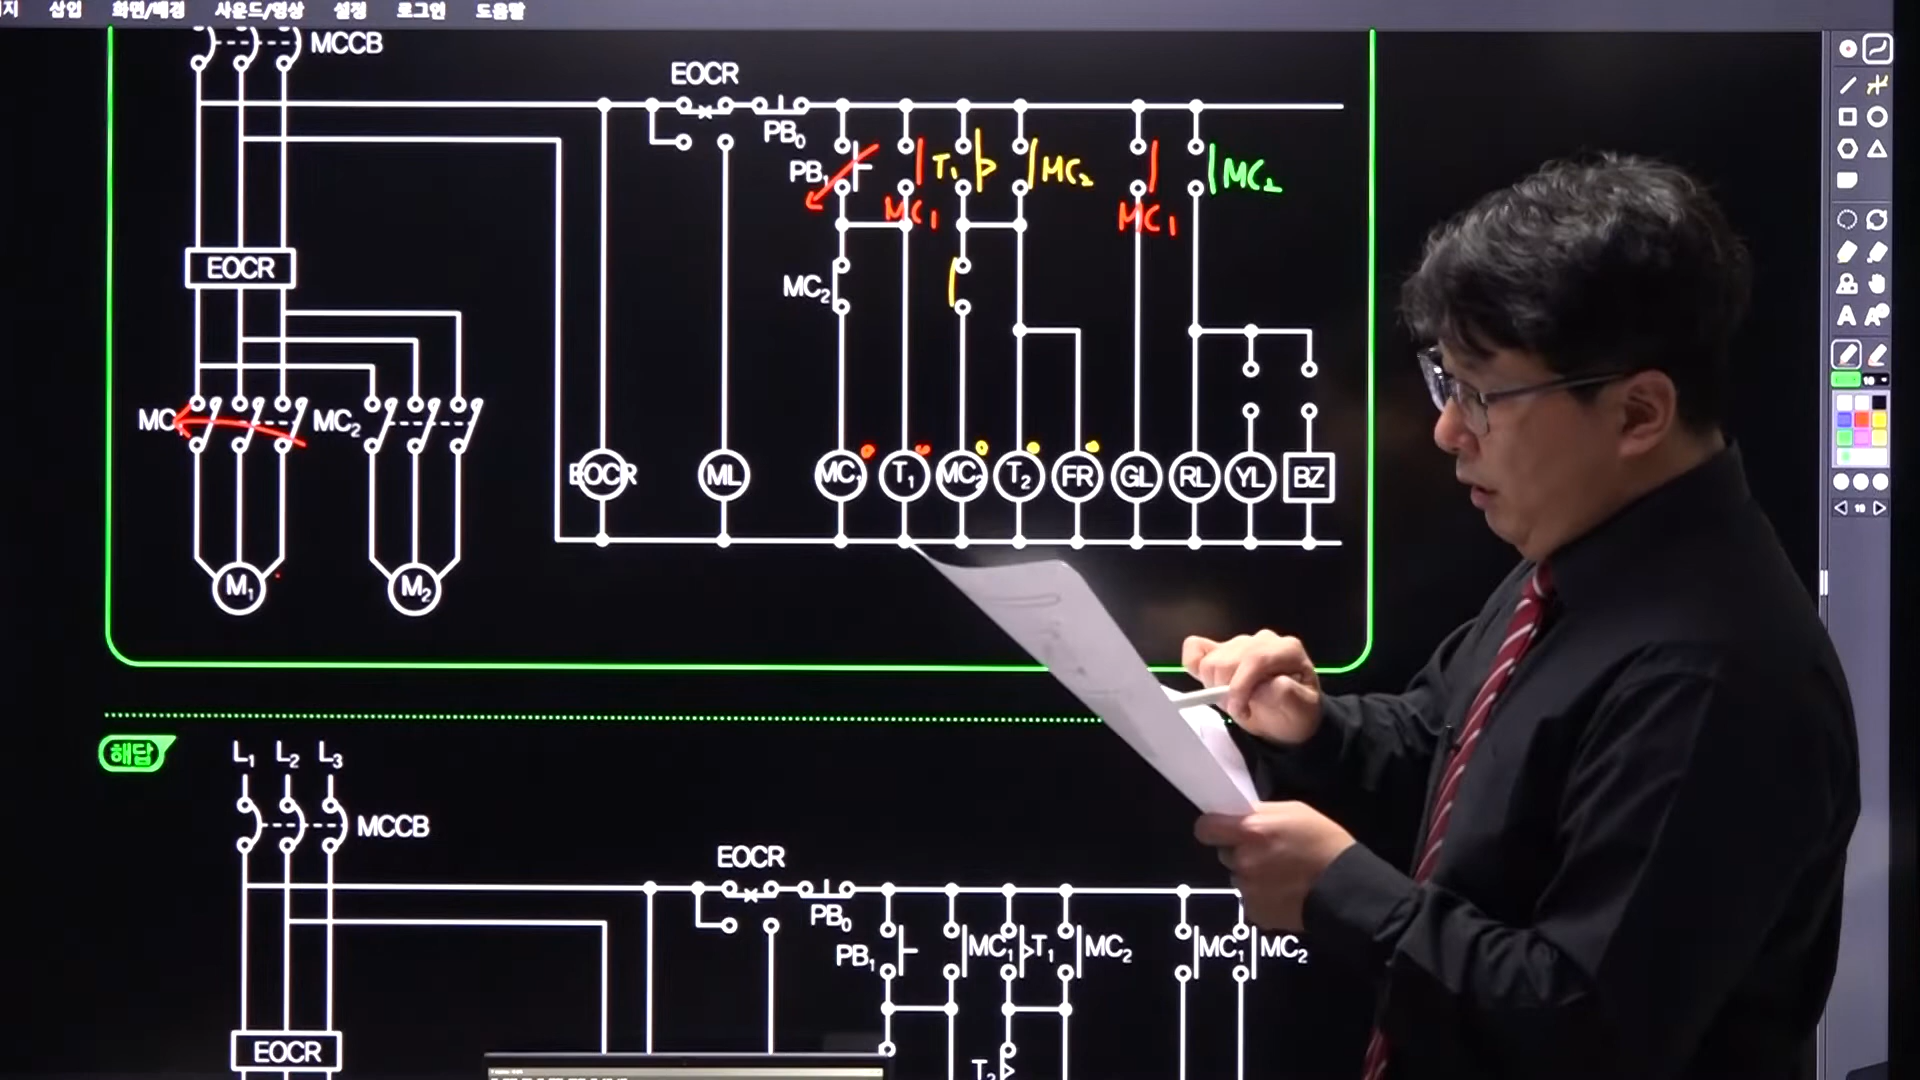 삽입 화면/배경 사운드/영상 설정 로그인 도움말
MCCB
EOCR
PB₀
PB₁
MC₁
T₁
MC₂
MC₁
MC₂
MC₂
EOCR
MC
MC₂
EOCR
ML
MC₁
T₁
MC₂
T₂
FR
GL
RL
YL
BZ
M₁
M₂
해답
L₁ L₂ L₃
MCCB
EOCR
PB₀
PB₁
MC₁
T₁
MC₂
MC₁
MC₂
EOCR
T₂